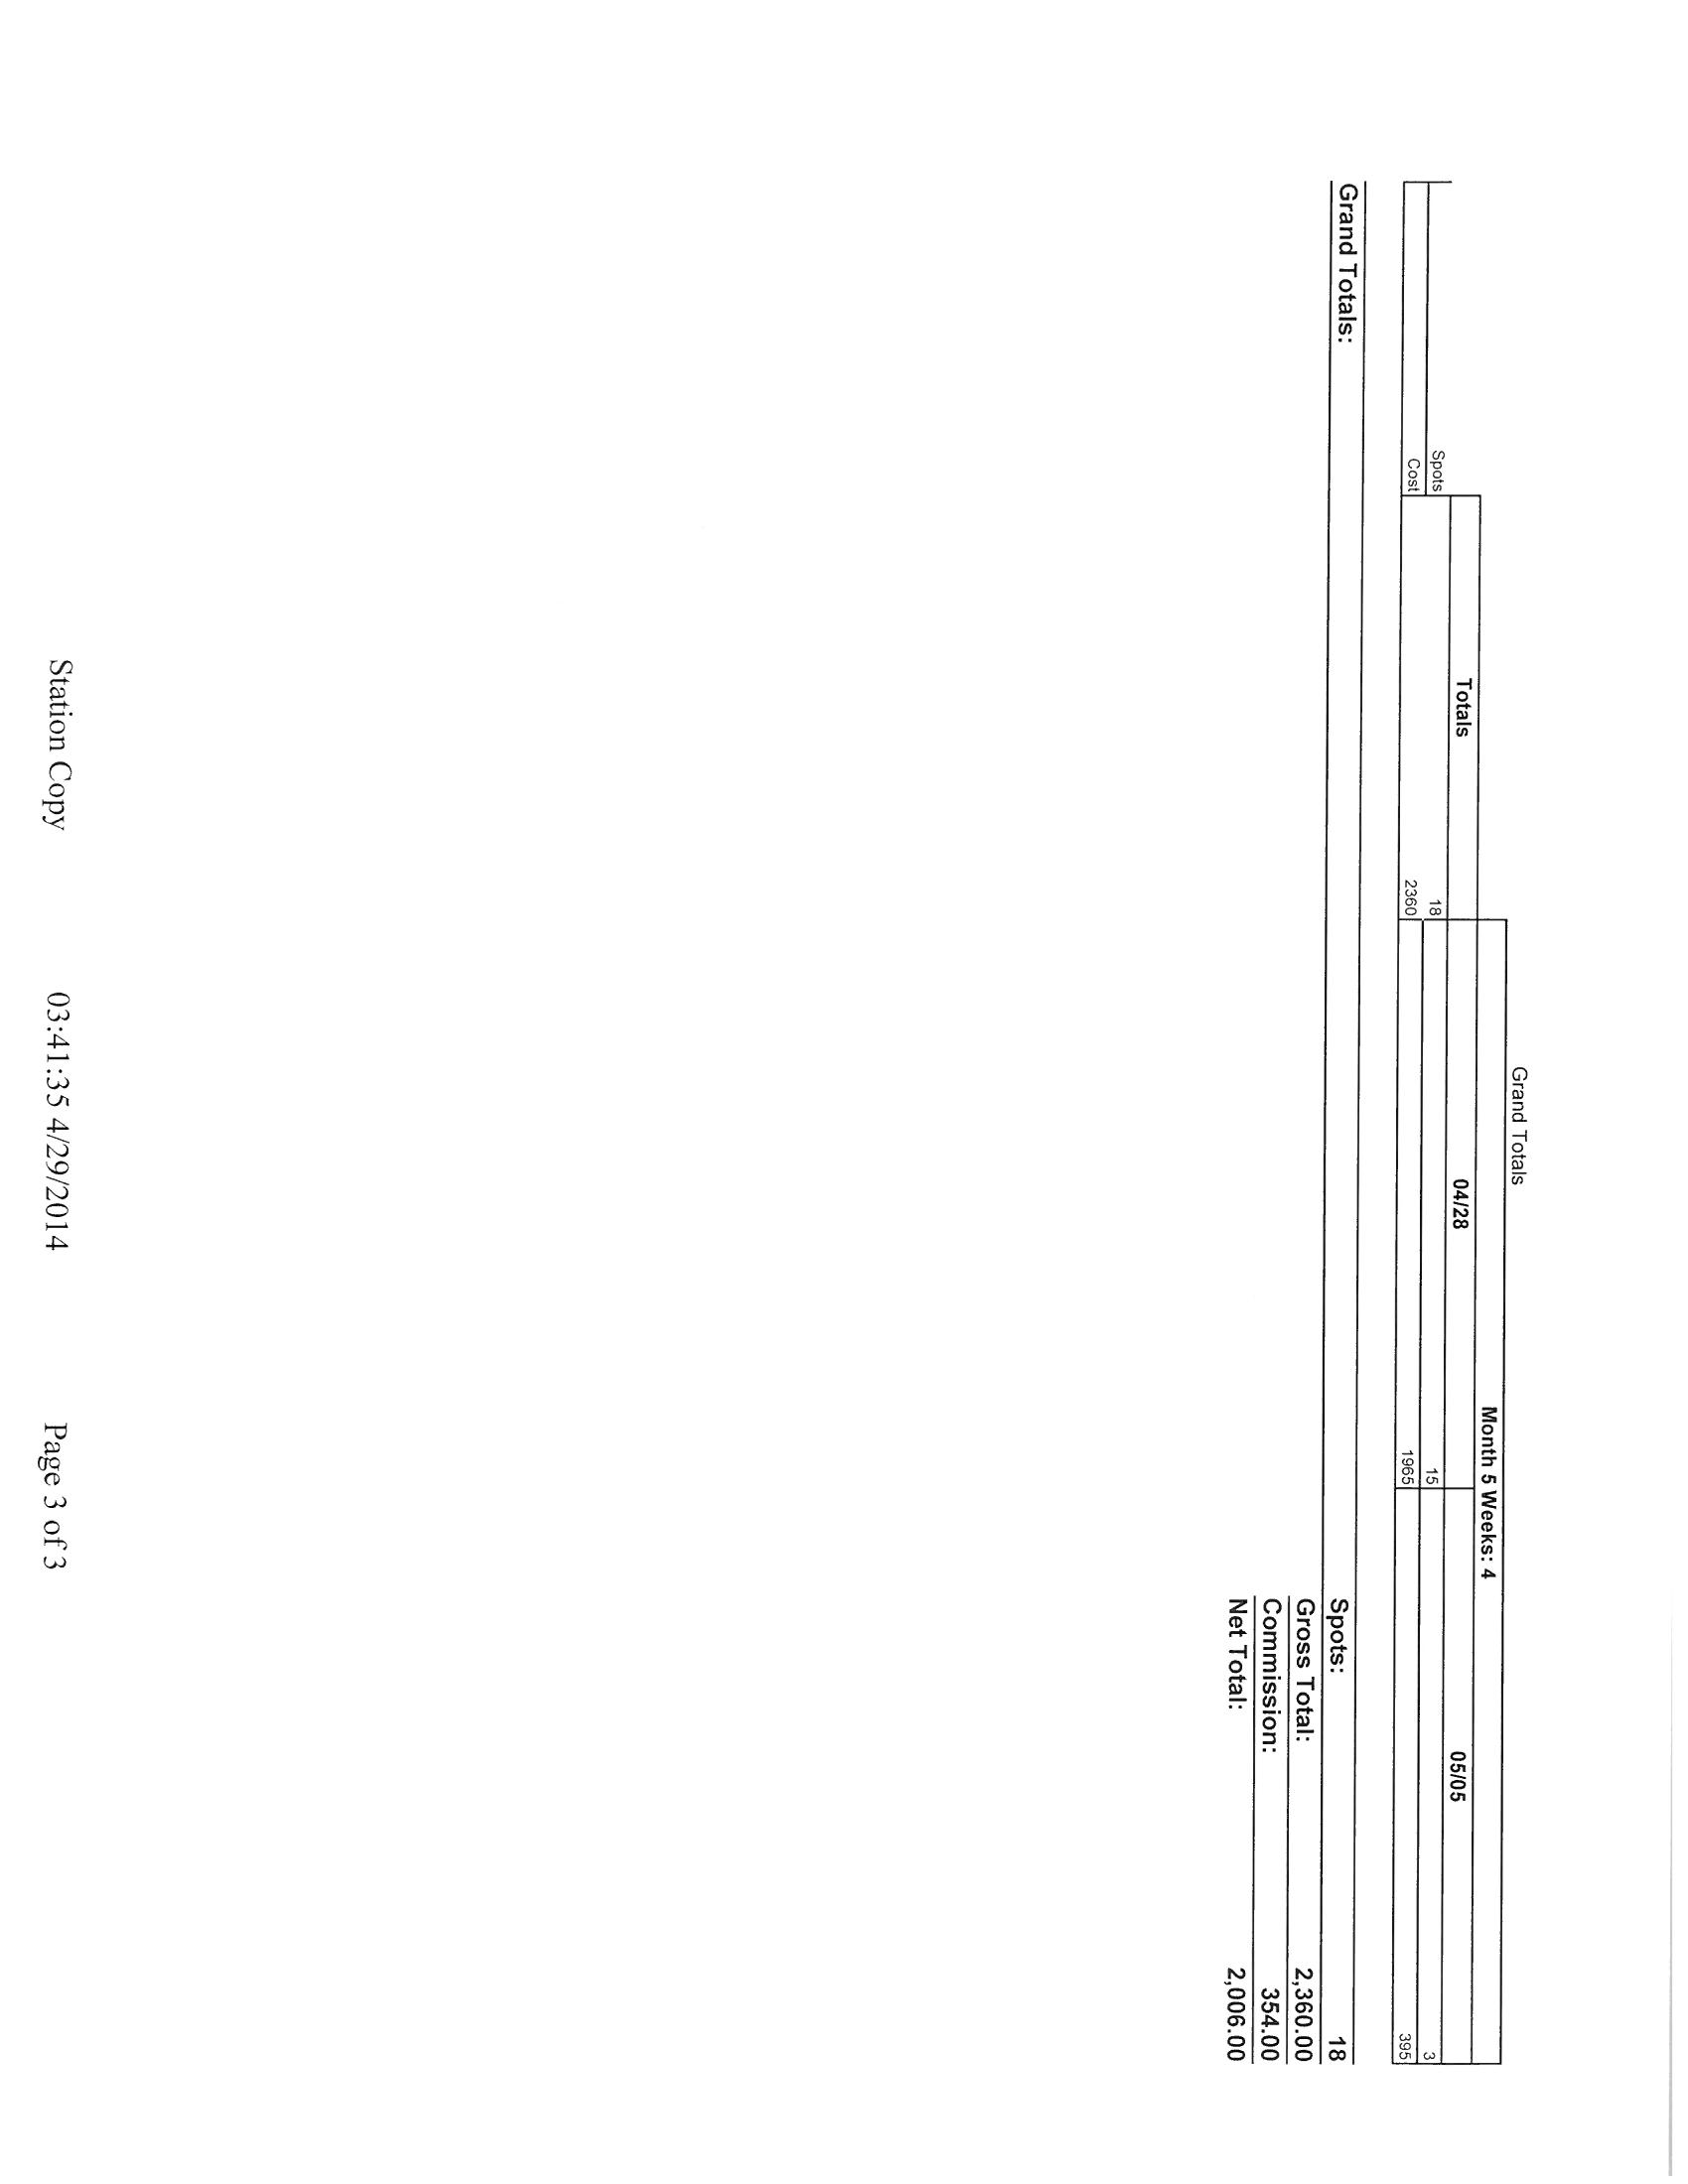 Grand Totals
Month 5 Weeks: 4
Totals 04/28 05/05
Spots 18 15 3
Cost 2360 1965 395
Grand Totals: Spots: 18
Gross Total: 2,360.00
Commission: 354.00
Net Total: 2,006.00
Station Copy 03:41:35 4/29/2014 Page 3 of 3